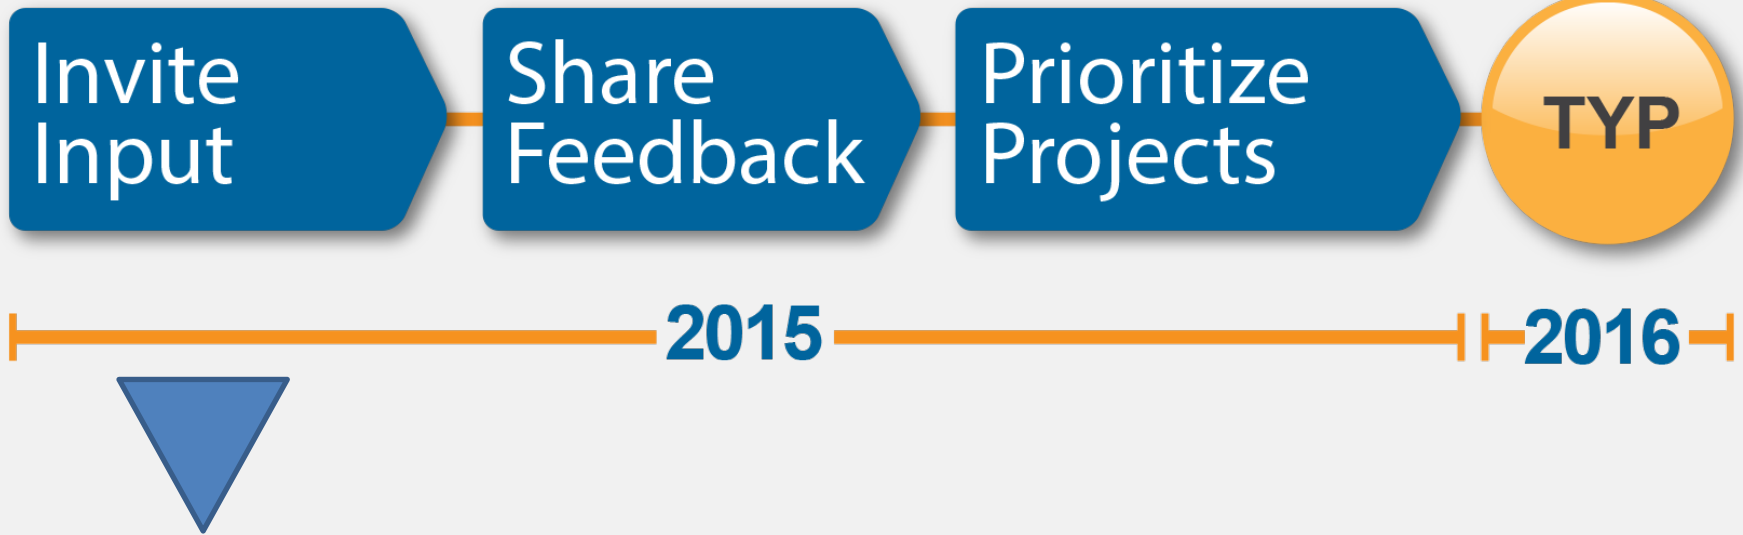 Invite
Input
Share
Feedback
Prioritize
Projects
TYP
2015
2016